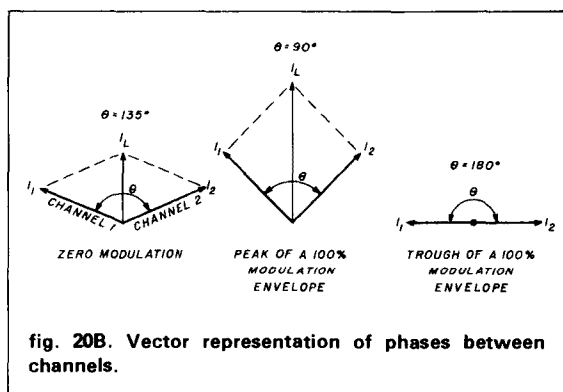 θ=90°
I_L
θ=135°
I_L
I_1
I_2
θ
θ=180°
I_1
θ
I_2
θ
CHANNEL 1
CHANNEL 2
I_1
I_2
ZERO MODULATION
PEAK OF A 100%
MODULATION
ENVELOPE
TROUGH OF A 100%
MODULATION
ENVELOPE
fig. 20B. Vector representation of phases between
channels.